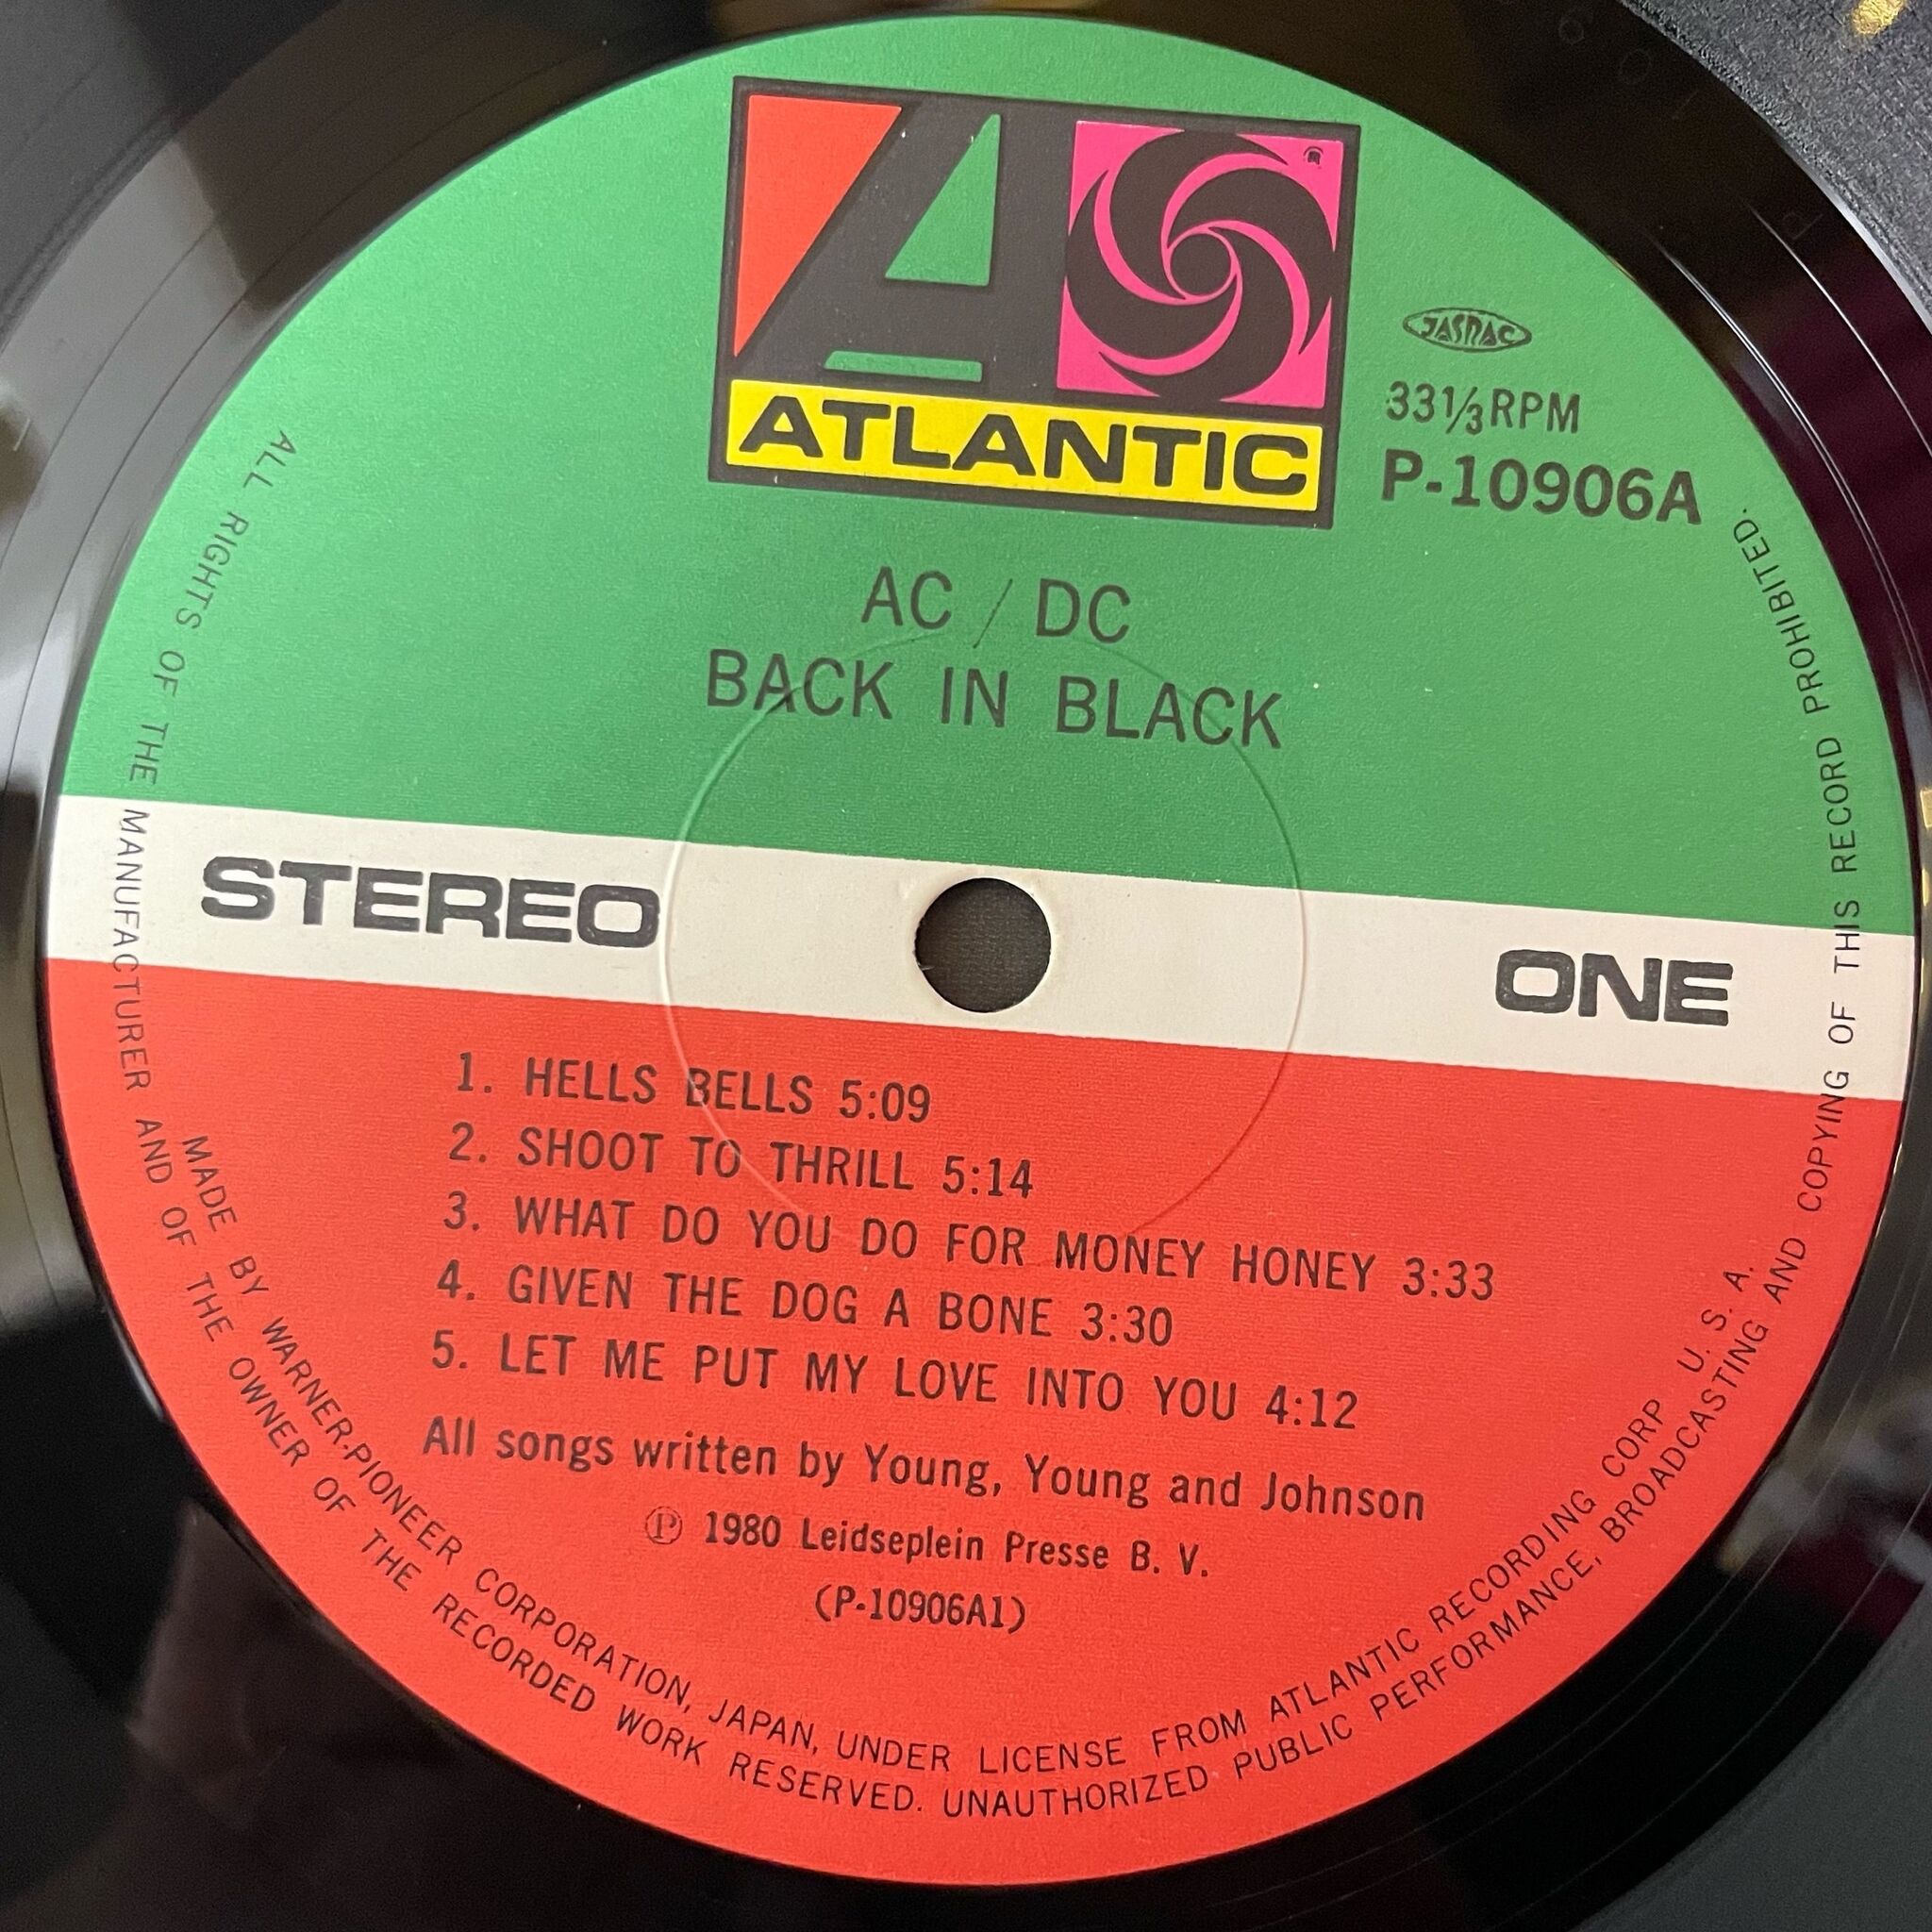 ATLANTIC
JASRAC
33⅓RPM
P-10906A
AC / DC
BACK IN BLACK
STEREO
ONE
1. HELLS BELLS 5:09
2. SHOOT TO THRILL 5:14
3. WHAT DO YOU DO FOR MONEY HONEY 3:33
4. GIVEN THE DOG A BONE 3:30
5. LET ME PUT MY LOVE INTO YOU 4:12
All songs written by Young, Young and Johnson
Ⓟ 1980 Leidseplein Presse B. V.
(P-10906A1)
MADE BY WARNER-PIONEER CORPORATION, JAPAN, UNDER LICENSE FROM ATLANTIC RECORDING CORP U. S. A.
ALL RIGHTS OF THE MANUFACTURER AND OF THE OWNER OF THE RECORDED WORK RESERVED. UNAUTHORIZED PUBLIC PERFORMANCE, BROADCASTING AND COPYING OF THIS RECORD PROHIBITED.